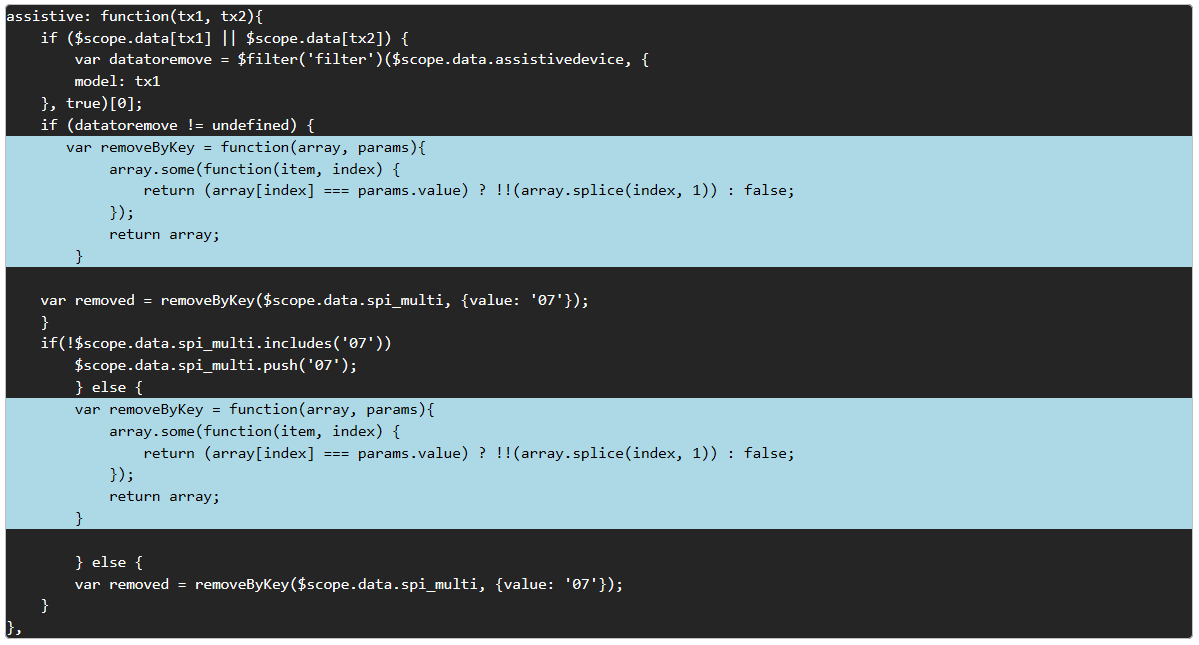 assistive: function(tx1, tx2){
    if ($scope.data[tx1] || $scope.data[tx2]) {
        var datatoremove = $filter('filter')($scope.data.assistivedevice, {
        model: tx1
    }, true)[0];
    if (datatoremove != undefined) {
       var removeByKey = function(array, params){
            array.some(function(item, index) {
                return (array[index] === params.value) ? !!(array.splice(index, 1)) : false;
            });
            return array;
        }

    var removed = removeByKey($scope.data.spi_multi, {value: '07'});
    }
    if(!$scope.data.spi_multi.includes('07'))
        $scope.data.spi_multi.push('07');
        } else {
        var removeByKey = function(array, params){
            array.some(function(item, index) {
                return (array[index] === params.value) ? !!(array.splice(index, 1)) : false;
            });
            return array;
        }

        } else {
        var removed = removeByKey($scope.data.spi_multi, {value: '07'});
    }
},